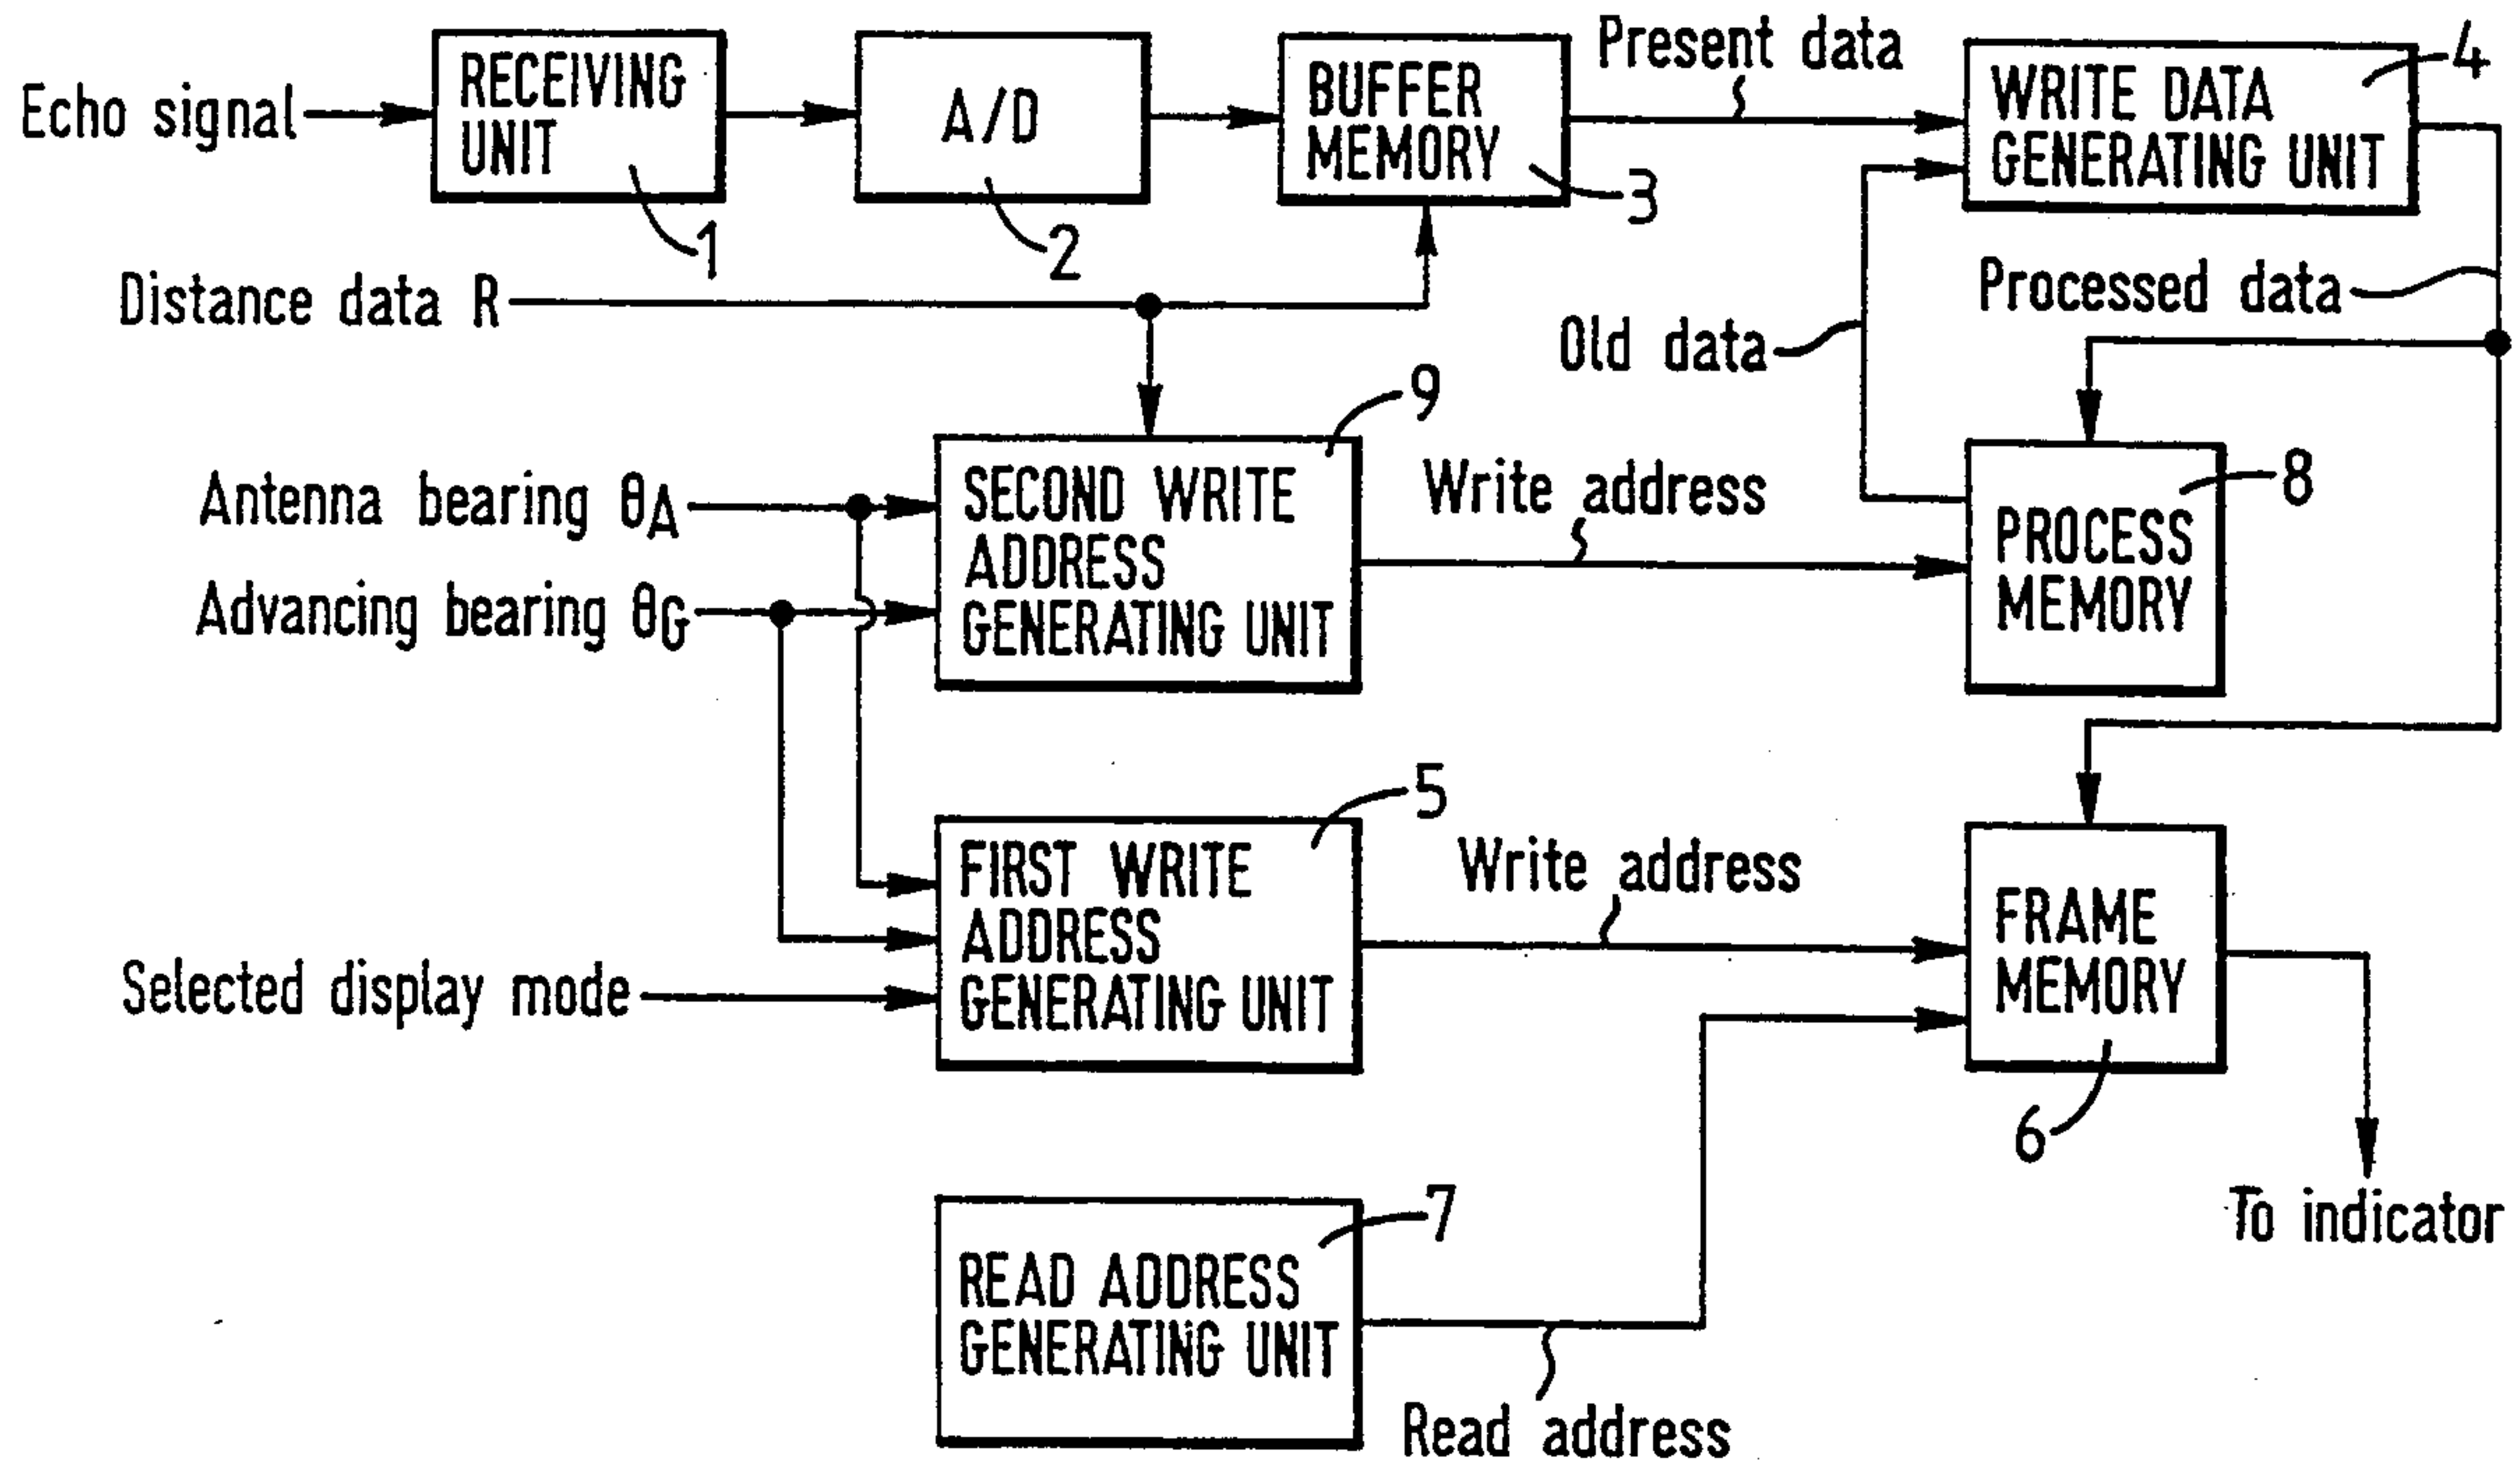 Echo signal
RECEIVING
UNIT
1
A/D
2
BUFFER
MEMORY
3
Present data
WRITE DATA
GENERATING UNIT
4
Distance data R
Old data
Processed data
Antenna bearing θA
Advancing bearing θG
SECOND WRITE
ADDRESS
GENERATING UNIT
9
Write address
PROCESS
MEMORY
8
Selected display mode
FIRST WRITE
ADDRESS
GENERATING UNIT
5
Write address
FRAME
MEMORY
6
READ ADDRESS
GENERATING UNIT
7
Read address
To indicator